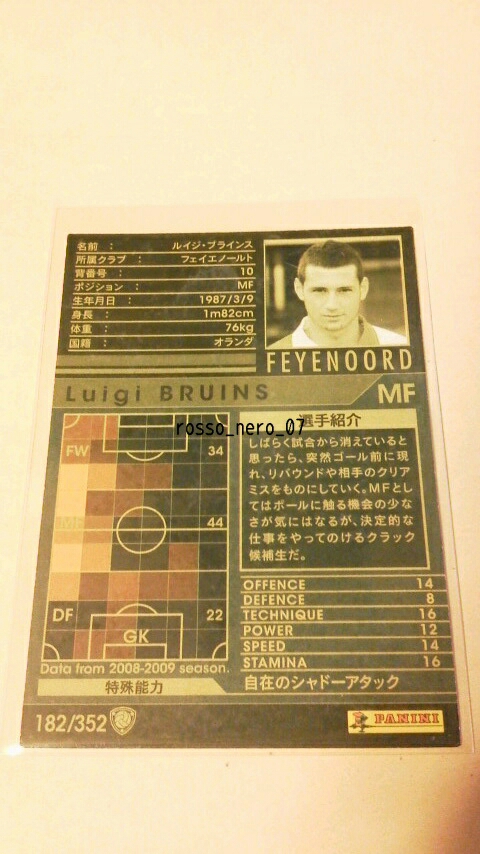 名前 : ルイジ・ブラインス
所属クラブ : フェイエノールト
背番号 : 10
ポジション : MF
生年月日 : 1987/3/9
身長 : 1m82cm
体重 : 76kg
国籍 : オランダ
FEYENOORD
Luigi BRUINS MF
rosso_nero_07
FW 34
MF 44
DF 22
GK
Data from 2008-2009 season.
選手紹介
しばらく試合から消えていると
思ったら、突然ゴール前に現
れ、リバウンドや相手のクリア
ミスをものにしていく。MFとし
てはボールに触る機会の少な
さが気にはなるが、決定的な
仕事をやってのけるクラック
候補生だ。
OFFENCE 14
DEFENCE 8
TECHNIQUE 16
POWER 12
SPEED 14
STAMINA 16
特殊能力 自在のシャドーアタック
182/352
PANINI